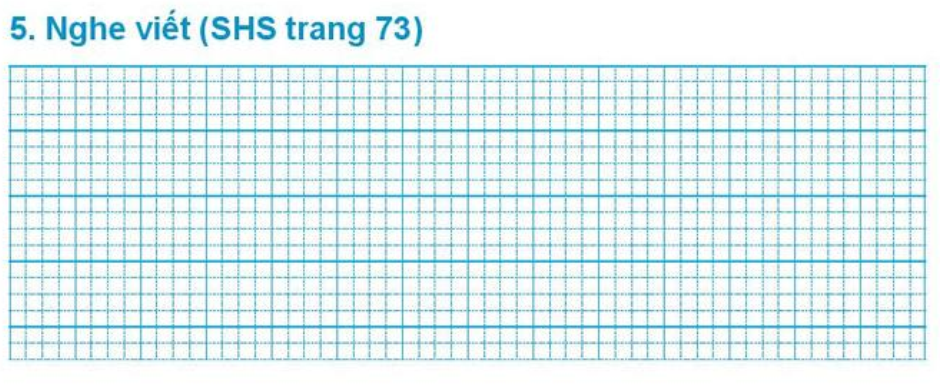 5. Nghe viết (SHS trang 73)